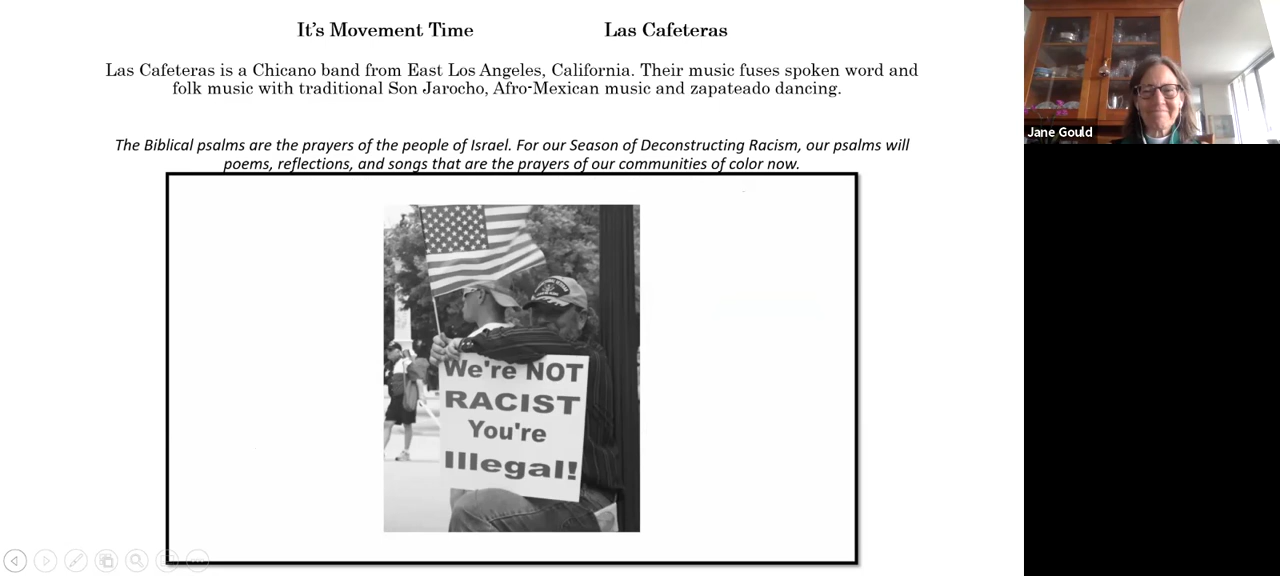 It's Movement Time Las Cafeteras
Las Cafeteras is a Chicano band from East Los Angeles, California. Their music fuses spoken word and
folk music with traditional Son Jarocho, Afro-Mexican music and zapateado dancing.
The Biblical psalms are the prayers of the people of Israel. For our Season of Deconstructing Racism, our psalms will
poems, reflections, and songs that are the prayers of our communities of color now.
Jane Gould
We're NOT
RACIST
You're
Illegal!